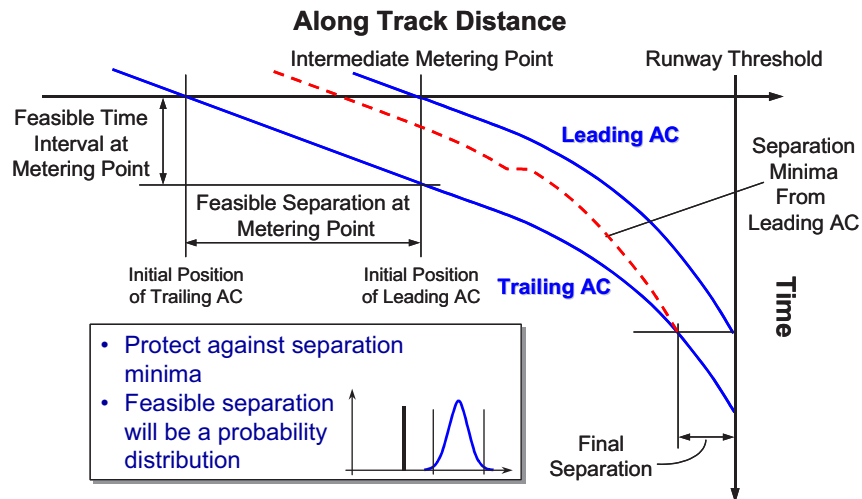 Along Track Distance
Intermediate Metering Point
Runway Threshold
Feasible Time
Interval at
Metering Point
Leading AC
Separation
Minima
From
Leading AC
Feasible Separation at
Metering Point
Initial Position
of Trailing AC
Initial Position
of Leading AC
Trailing AC
Time
• Protect against separation
minima
• Feasible separation
will be a probability
distribution
Final
Separation